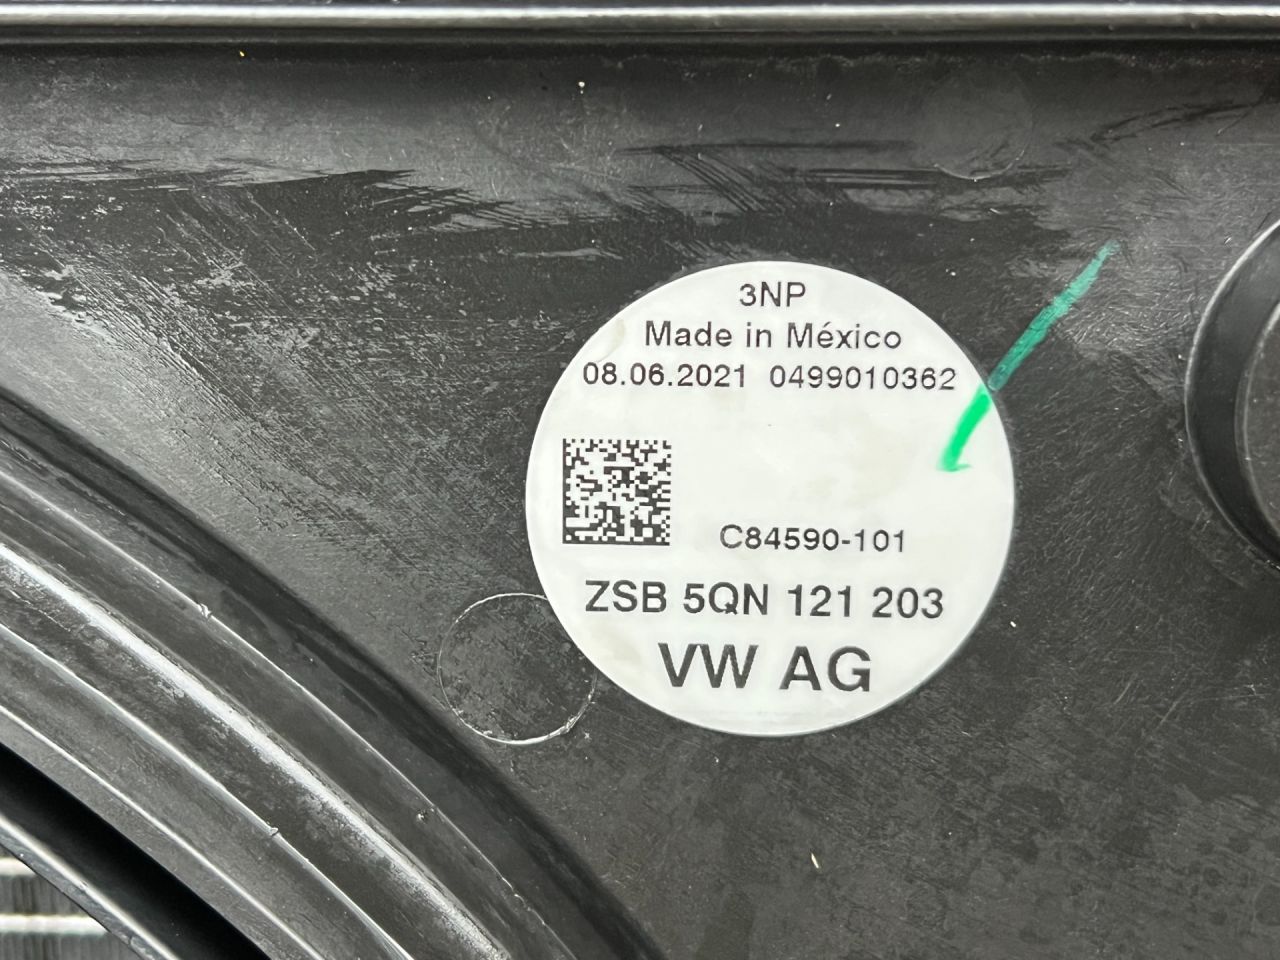 3NP
Made in México
08.06.2021 0499010362
C84590-101
ZSB 5QN 121 203
VW AG